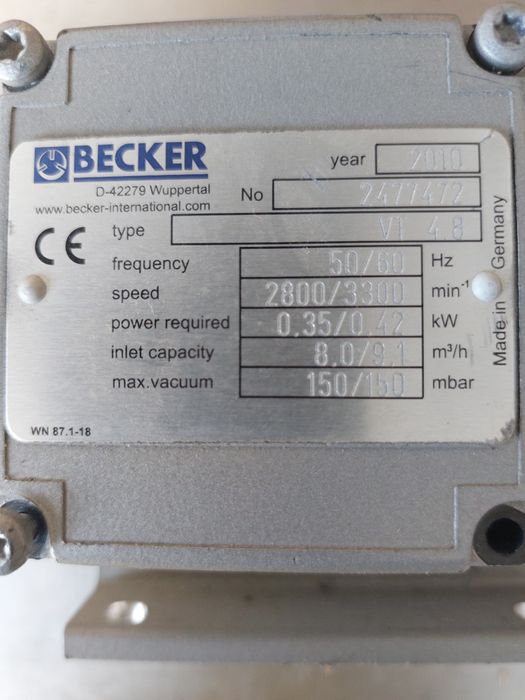 BECKER
year 2010
D-42279 Wuppertal
No 2477472
www.becker-international.com
CE
type VT 4.8
frequency 50/60 Hz
speed 2800/3300 min-¹
power required 0.35/0.42 kW
inlet capacity 8.0/9.1 m³/h
max.vacuum 150/150 mbar
Made in Germany
WN 87.1-18